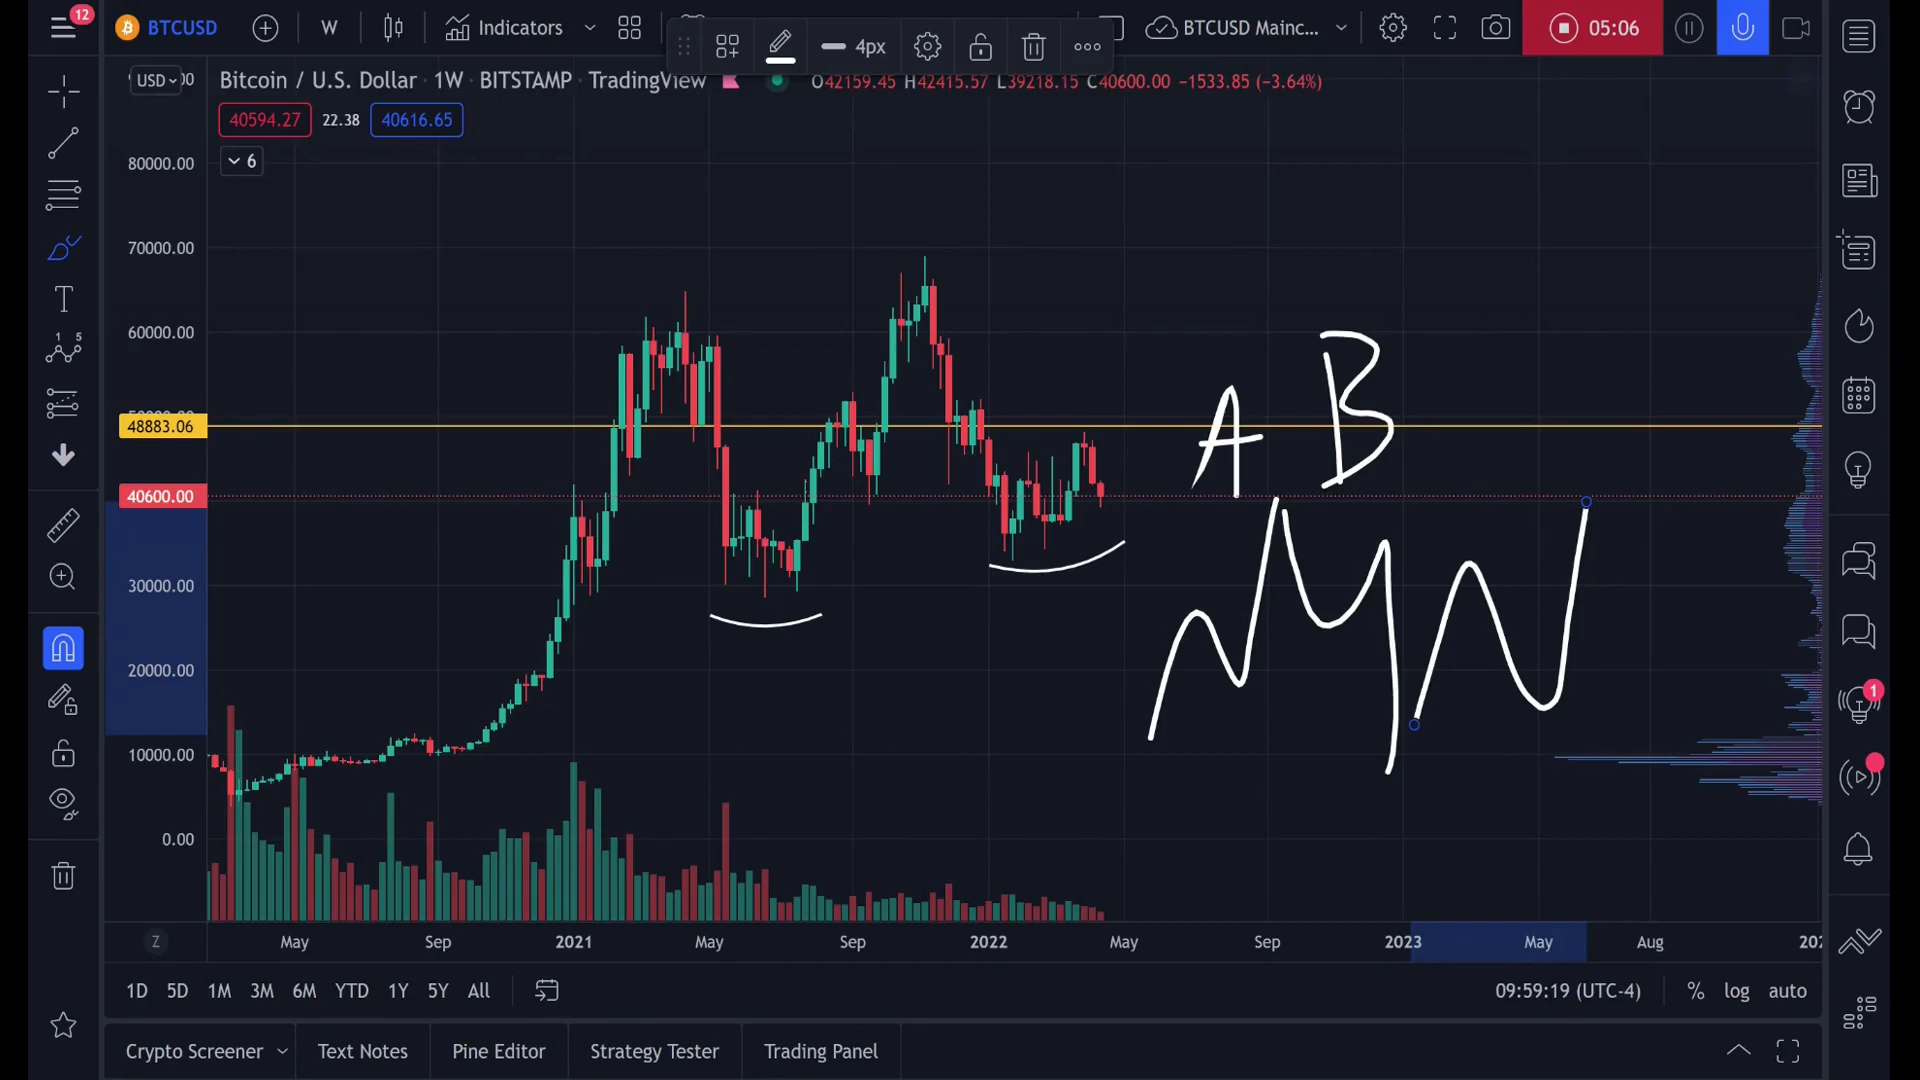 12
BTCUSD
W
Indicators
4px
BTCUSD Mainc...
05:06
USD
Bitcoin / U.S. Dollar · 1W · BITSTAMP · TradingView
O42159.45 H42415.57 L39218.15 C40600.00 −1533.85 (−3.64%)
40594.27 22.38 40616.65
6
80000.00
70000.00
60000.00
48883.06
40600.00
30000.00
20000.00
10000.00
0.00
A B
Z
May Sep 2021 May Sep 2022 May Sep 2023 May Aug
1D 5D 1M 3M 6M YTD 1Y 5Y All
09:59:19 (UTC-4) % log auto
Crypto Screener Text Notes Pine Editor Strategy Tester Trading Panel
T
1 5
1